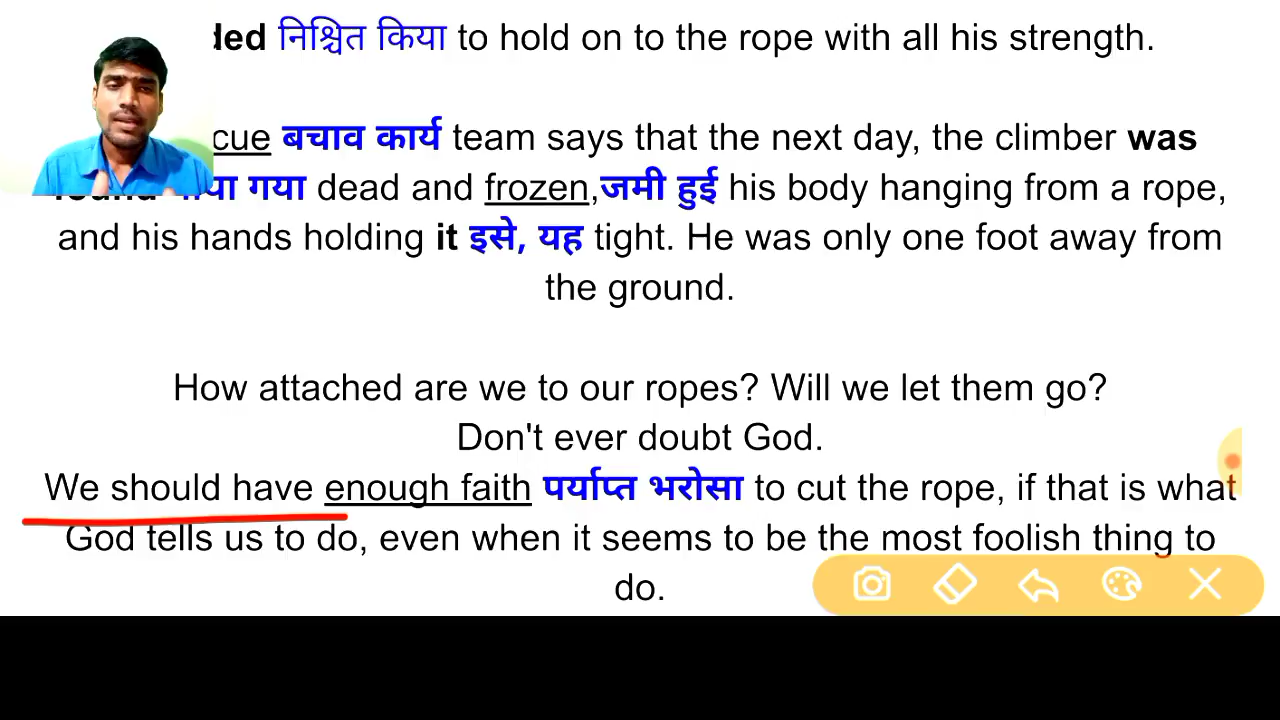 निश्चित किया to hold on to the rope with all his strength.
बचाव कार्य team says that the next day, the climber was
गया dead and frozen,जमी हुई his body hanging from a rope,
and his hands holding it इसे, यह tight. He was only one foot away from
the ground.
How attached are we to our ropes? Will we let them go?
Don't ever doubt God.
We should have enough faith पर्याप्त भरोसा to cut the rope, if that is what
God tells us to do, even when it seems to be the most foolish thing to
do.